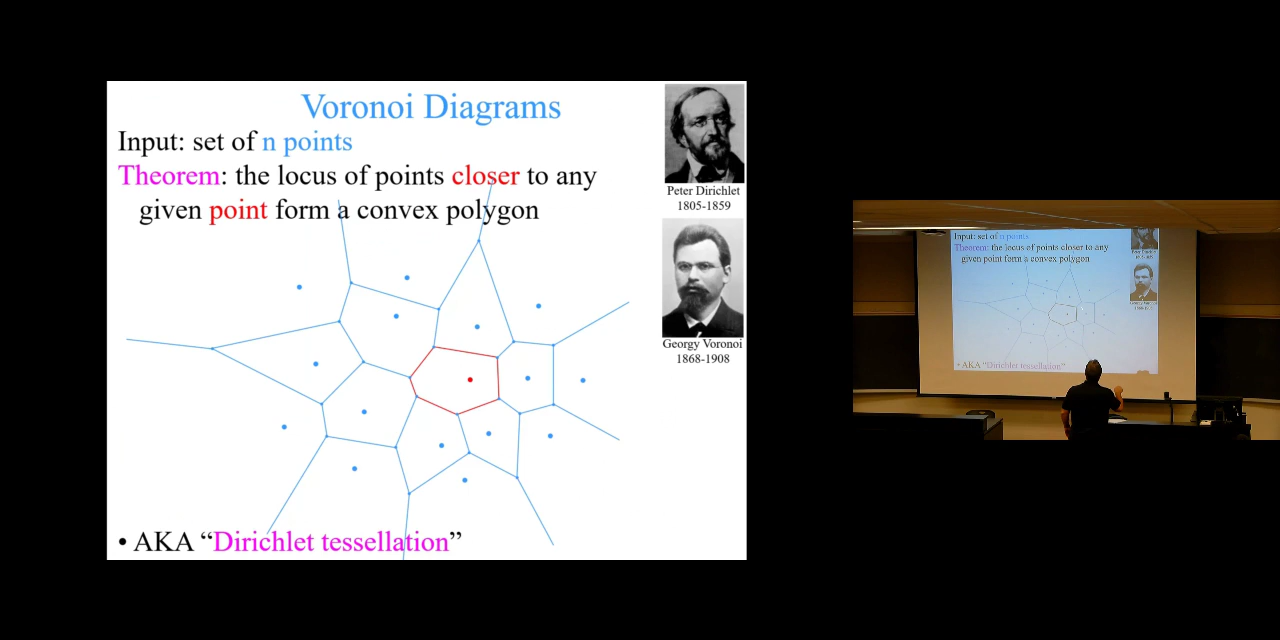 Voronoi Diagrams
Input: set of n points
Theorem: the locus of points closer to any
given point form a convex polygon
Peter Dirichlet
1805-1859
Georgy Voronoi
1868-1908
• AKA “Dirichlet tessellation”
Input: set of n points
Theorem: the locus of points closer to any
given point form a convex polygon
• AKA “Dirichlet tessellation”